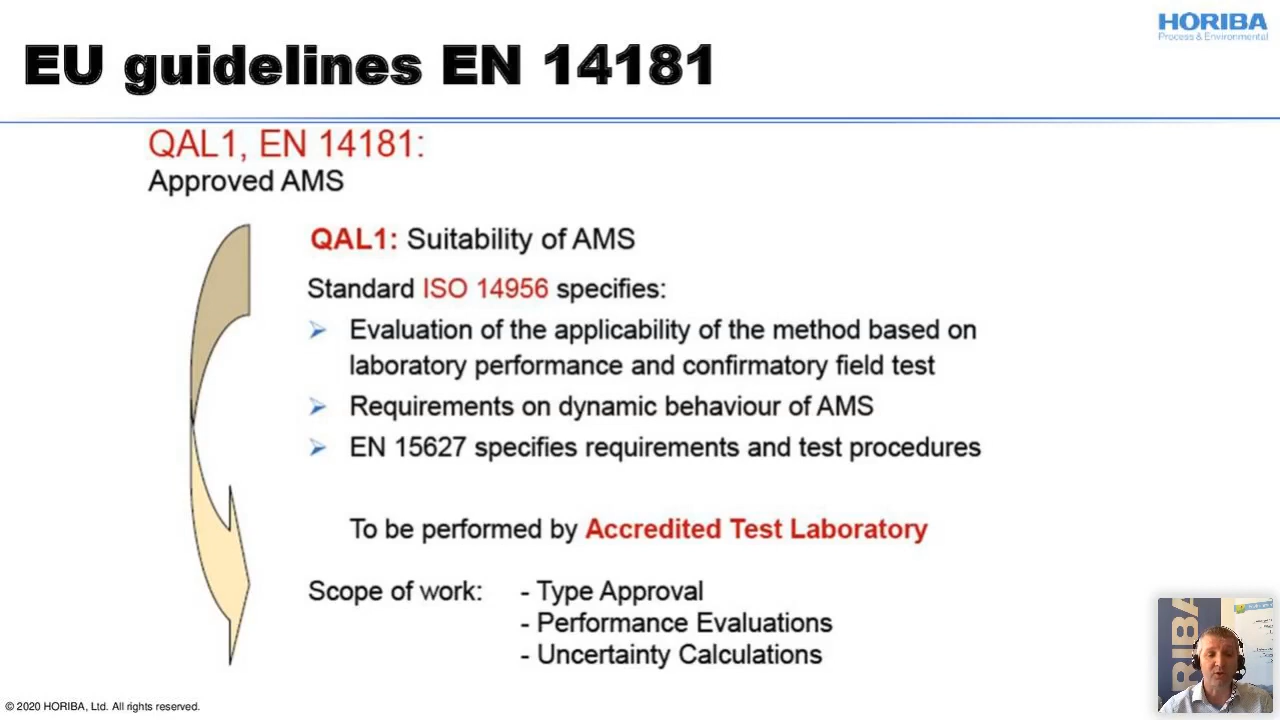 HORIBA
Process & Environmental
EU guidelines EN 14181
QAL1, EN 14181:
Approved AMS
QAL1: Suitability of AMS
Standard ISO 14956 specifies:
Evaluation of the applicability of the method based on
laboratory performance and confirmatory field test
Requirements on dynamic behaviour of AMS
EN 15627 specifies requirements and test procedures
To be performed by Accredited Test Laboratory
Scope of work: - Type Approval
- Performance Evaluations
- Uncertainty Calculations
RIBA
© 2020 HORIBA, Ltd. All rights reserved.